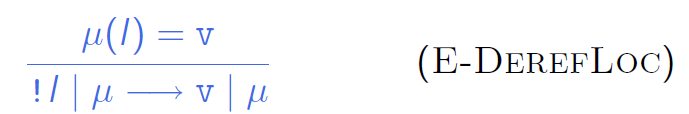 μ(l) = v
(E-DEREFLOC)
!l | μ ⟶ v | μ